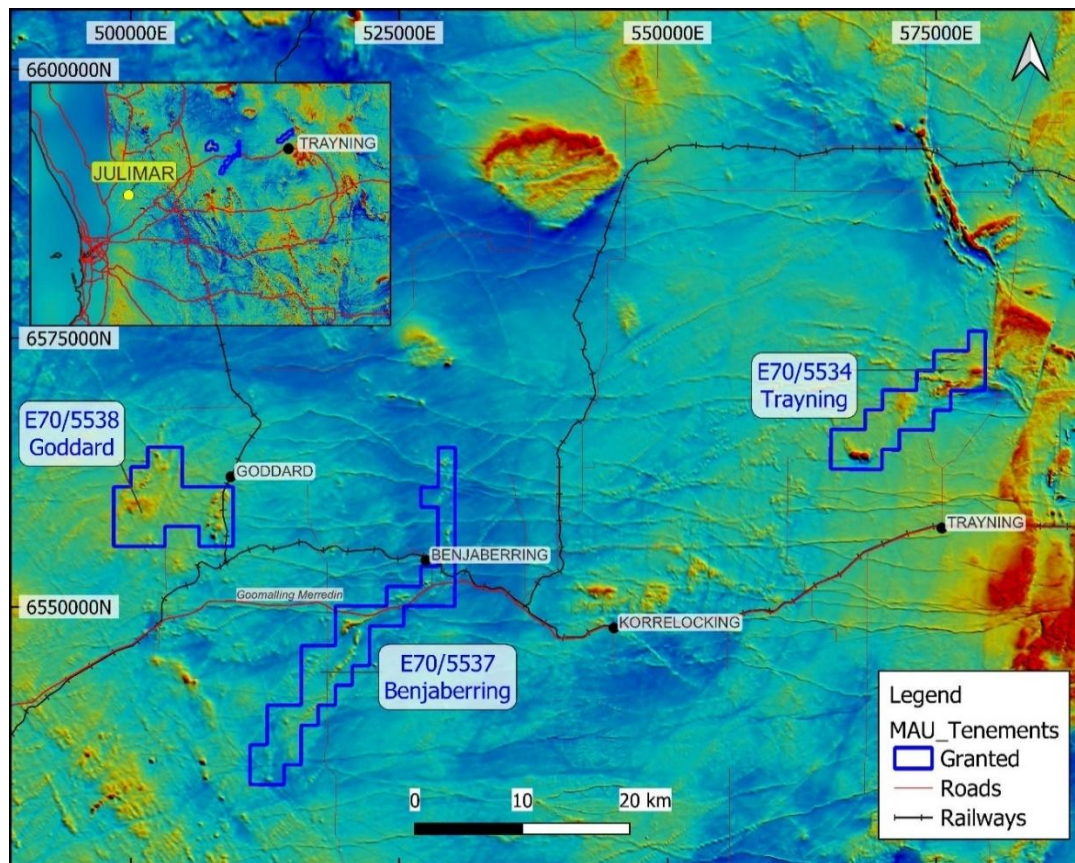 500000E
525000E
550000E
575000E
6600000N
TRAYNING
JULIMAR
6575000N
E70/5534
Trayning
E70/5538
Goddard
GODDARD
TRAYNING
BENJABERRING
Goomalling Merredin
6550000N
KORRELOCKING
E70/5537
Benjaberring
Legend
MAU_Tenements
Granted
Roads
Railways
0 10 20 km